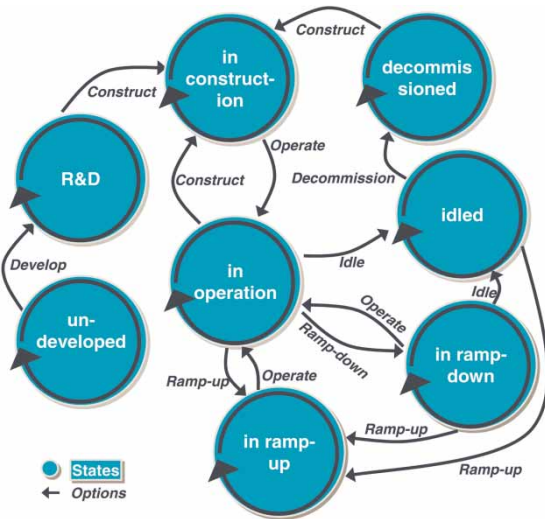 in
construct-
ion
Construct
decommis
sioned
Construct
R&D
Operate
Construct
Decommission
idled
Develop
in
operation
Idle
un-
developed
Operate
Idle
Ramp-down
in ramp-
down
Ramp-up
Operate
Ramp-up
in ramp-
up
Ramp-up
States
Options